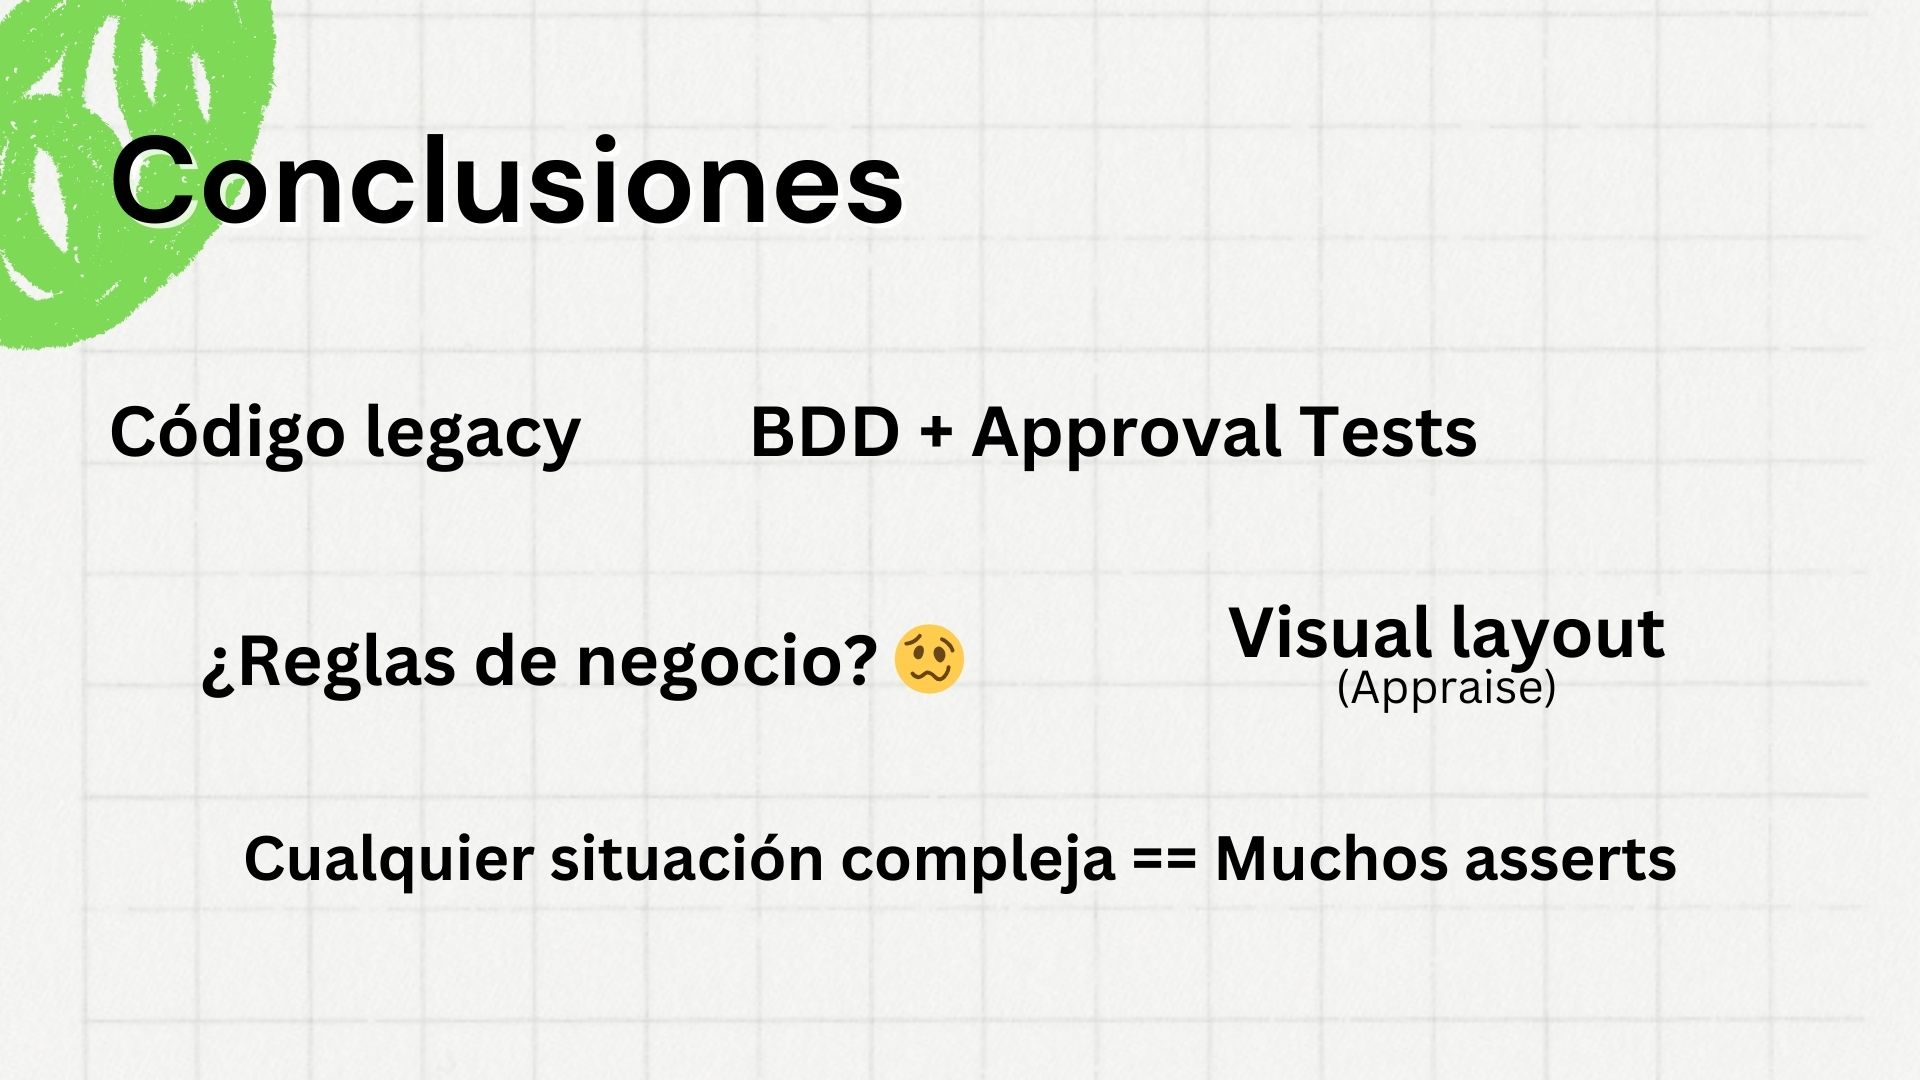 Conclusiones
Código legacy
BDD + Approval Tests
¿Reglas de negocio? 🥴
Visual layout
(Appraise)
Cualquier situación compleja == Muchos asserts